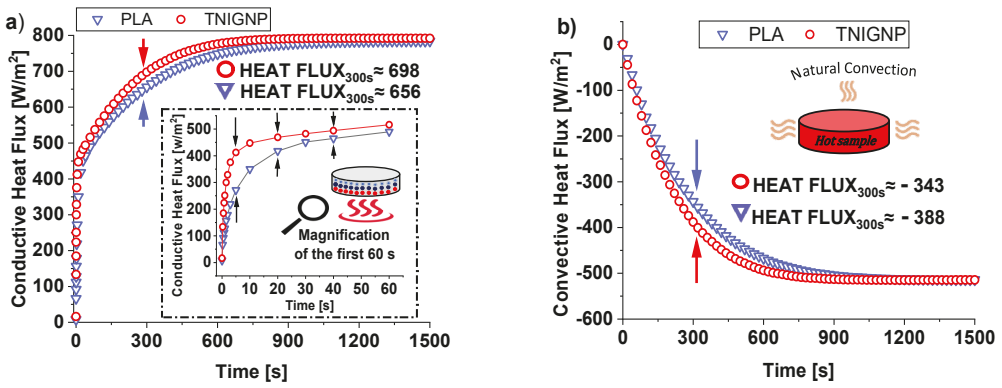 a)
PLA TNIGNP
Conductive Heat Flux [W/m²]
800
700
600
500
400
300
200
100
0
HEAT FLUX300s≈ 698
HEAT FLUX300s≈ 656
Conductive Heat Flux [w/m²]
500
400
300
200
100
0
Magnification
of the first 60 s
0 10 20 30 40 50 60
Time [s]
0 300 600 900 1200 1500
Time [s]
b)
PLA TNIGNP
Convective Heat Flux [W/m²]
0
-100
-200
-300
-400
-500
-600
Natural Convection
Hot sample
HEAT FLUX300s≈ - 343
HEAT FLUX300s≈ - 388
0 300 600 900 1200 1500
Time [s]